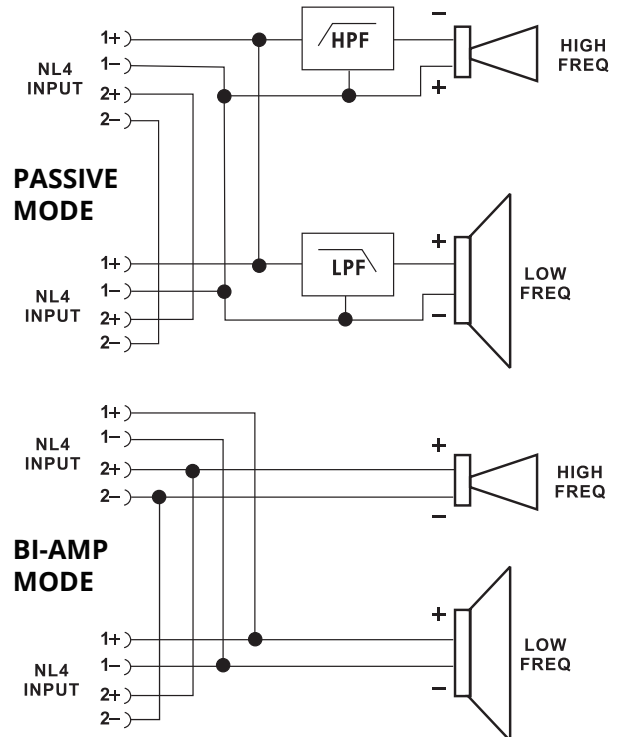 1+
1−
2+
2−
NL4
INPUT
HPF
−
+
HIGH
FREQ
PASSIVE
MODE
1+
1−
2+
2−
NL4
INPUT
LPF
+
−
LOW
FREQ
1+
1−
2+
2−
NL4
INPUT
+
−
HIGH
FREQ
BI-AMP
MODE
1+
1−
2+
2−
NL4
INPUT
+
−
LOW
FREQ